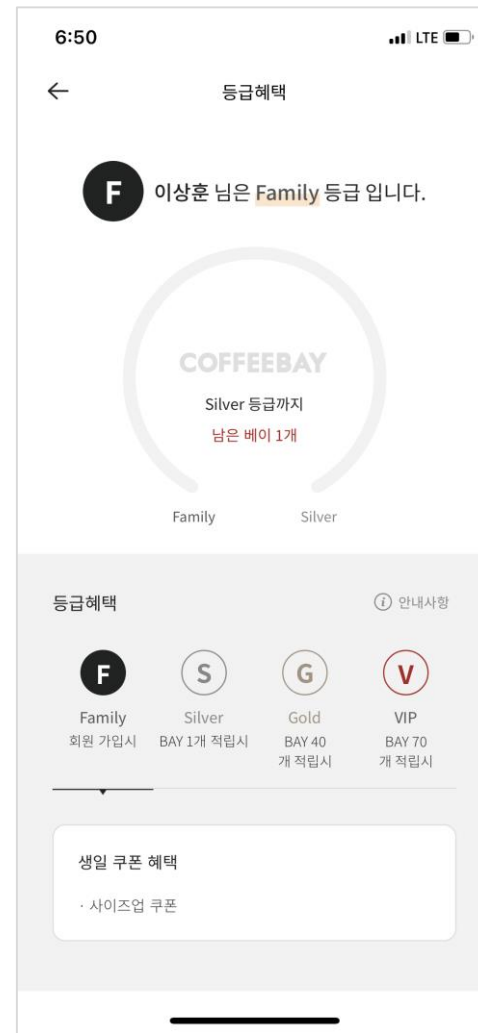 6:50 LTE
등급혜택
F 이상훈 님은 Family 등급 입니다.
COFFEEBAY
Silver 등급까지
남은 베이 1개
Family Silver
등급혜택 i 안내사항
F S G V
Family Silver Gold VIP
회원 가입시 BAY 1개 적립시 BAY 40 BAY 70
개 적립시 개 적립시
생일 쿠폰 혜택
· 사이즈업 쿠폰